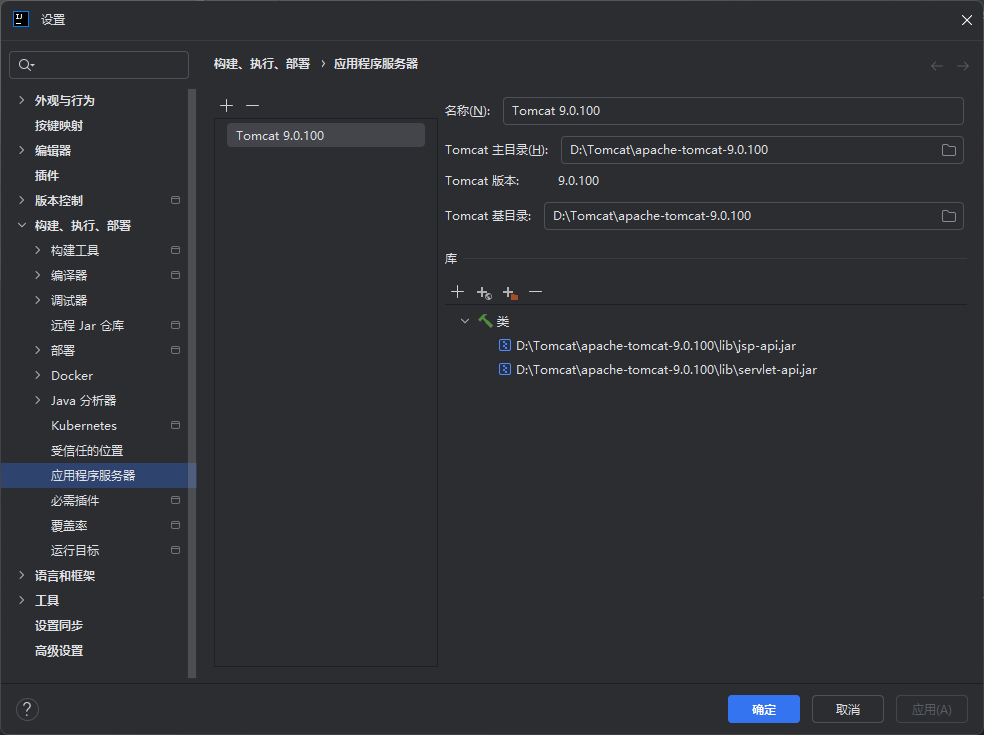 设置
构建、执行、部署 › 应用程序服务器
外观与行为
按键映射
编辑器
插件
版本控制
构建、执行、部署
构建工具
编译器
调试器
远程 Jar 仓库
部署
Docker
Java 分析器
Kubernetes
受信任的位置
应用程序服务器
必需插件
覆盖率
运行目标
语言和框架
工具
设置同步
高级设置
Tomcat 9.0.100
名称(N): Tomcat 9.0.100
Tomcat 主目录(H): D:\Tomcat\apache-tomcat-9.0.100
Tomcat 版本: 9.0.100
Tomcat 基目录: D:\Tomcat\apache-tomcat-9.0.100
库
类
D:\Tomcat\apache-tomcat-9.0.100\lib\jsp-api.jar
D:\Tomcat\apache-tomcat-9.0.100\lib\servlet-api.jar
?
确定 取消 应用(A)